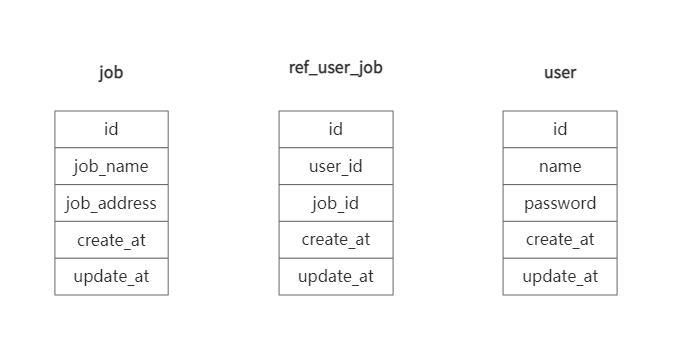 job
id
job_name
job_address
create_at
update_at
ref_user_job
id
user_id
job_id
create_at
update_at
user
id
name
password
create_at
update_at